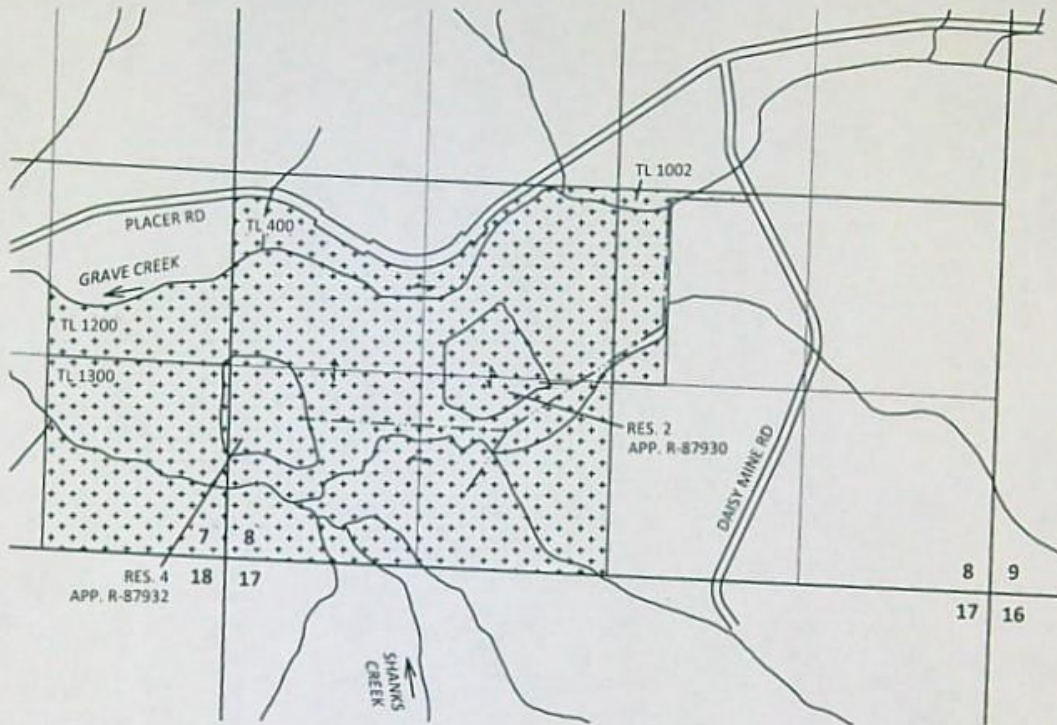 TL 1002
PLACER RD
TL 400
GRAVE CREEK
TL 1200
TL 1300
RES. 2
APP. R-87930
DAISY MINE RD
7 8
8 9
RES. 4
APP. R-87932
18 17
17 16
SHANKS
CREEK